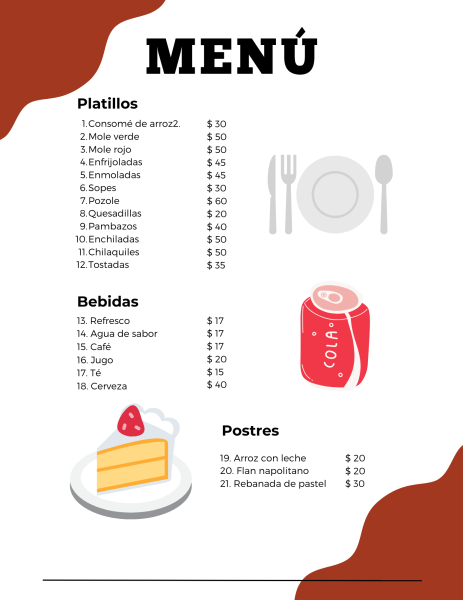 MENÚ
Platillos
1.Consomé de arroz2. $ 30
2.Mole verde $ 50
3.Mole rojo $ 50
4.Enfrijoladas $ 45
5.Enmoladas $ 45
6.Sopes $ 30
7.Pozole $ 60
8.Quesadillas $ 20
9.Pambazos $ 40
10.Enchiladas $ 50
11.Chilaquiles $ 50
12.Tostadas $ 35
Bebidas
13. Refresco $ 17
14. Agua de sabor $ 17
15. Café $ 17
16. Jugo $ 20
17. Té $ 15
18. Cerveza $ 40
COLA
Postres
19. Arroz con leche $ 20
20. Flan napolitano $ 20
21. Rebanada de pastel $ 30